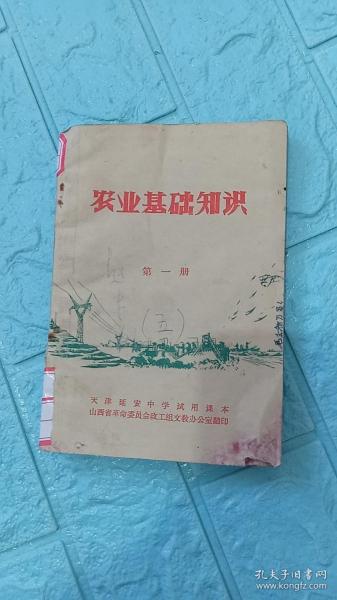 农业基础知识
第一册
(五)
天津延安中学试用课本
山西省革命委员会政工组文教办公室翻印
孔夫子旧书网
www.kongfz.com